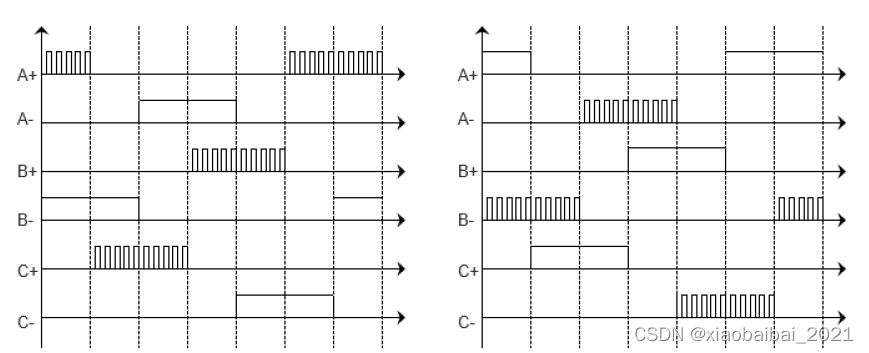 A+
A-
B+
B-
C+
C-
A+
A-
B+
B-
C+
C-
CSDN @xiaobaibai_2021